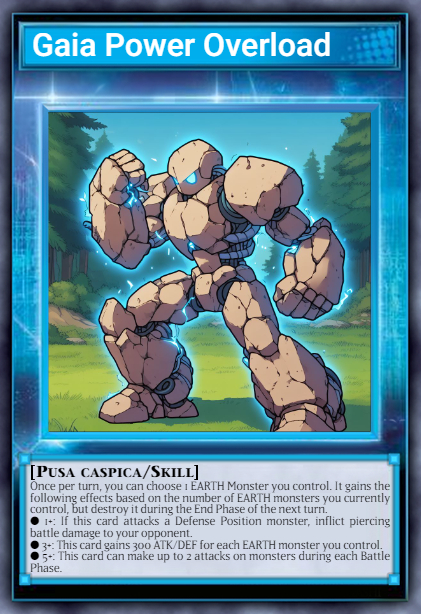 Gaia Power Overload
[Pusa caspica/Skill]
Once per turn, you can choose 1 EARTH Monster you control. It gains the
following effects based on the number of EARTH monsters you currently
control, but destroy it during the End Phase of the next turn.
● 1+: If this card attacks a Defense Position monster, inflict piercing
battle damage to your opponent.
● 3+: This card gains 300 ATK/DEF for each EARTH monster you control.
● 5+: This card can make up to 2 attacks on monsters during each Battle
Phase.